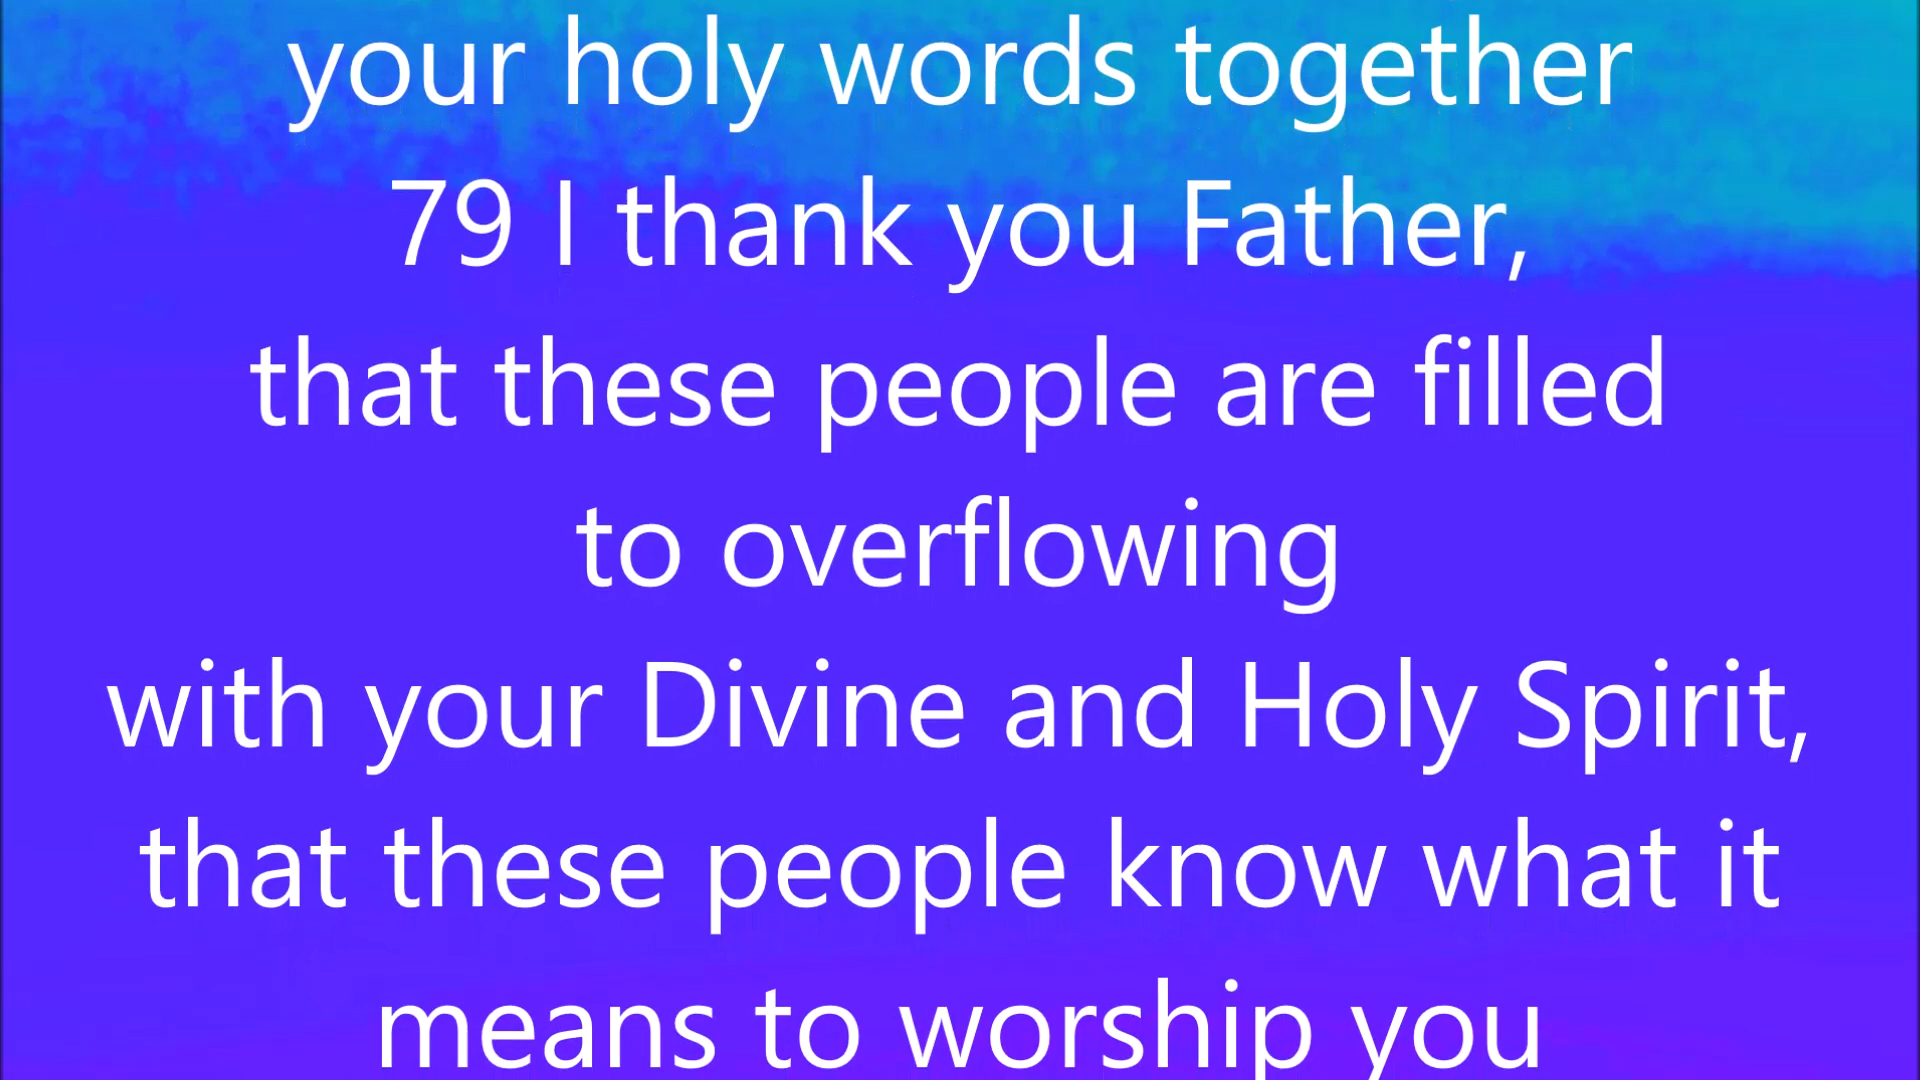 your holy words together
79 I thank you Father,
that these people are filled
to overflowing
with your Divine and Holy Spirit,
that these people know what it
means to worship you